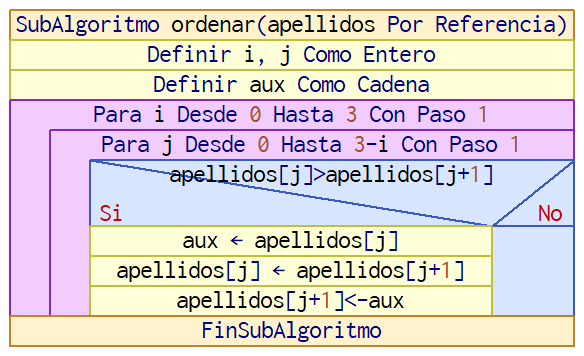 SubAlgoritmo ordenar(apellidos Por Referencia)
Definir i, j Como Entero
Definir aux Como Cadena
Para i Desde 0 Hasta 3 Con Paso 1
Para j Desde 0 Hasta 3-i Con Paso 1
apellidos[j]>apellidos[j+1]
Si No
aux ← apellidos[j]
apellidos[j] ← apellidos[j+1]
apellidos[j+1]<-aux
FinSubAlgoritmo